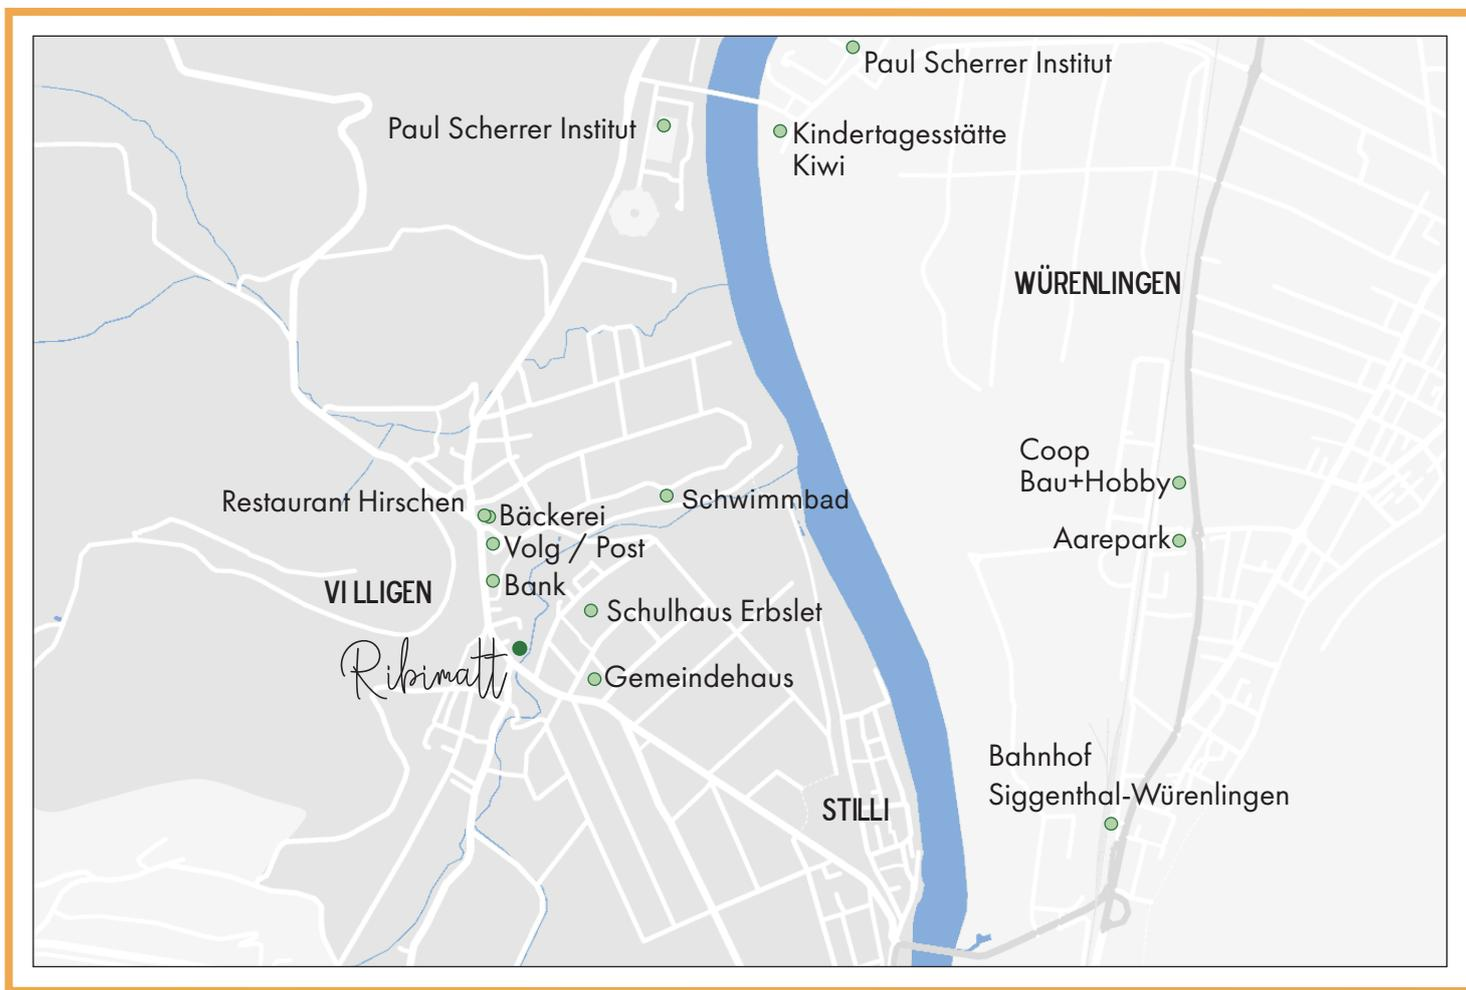 Paul Scherrer Institut
Paul Scherrer Institut
Kindertagesstätte
Kiwi
WÜRENLINGEN
Coop
Bau+Hobby
Restaurant Hirschen
Schwimmbad
Bäckerei
Aarepark
Volg / Post
VILLIGEN
Bank
Schulhaus Erbslet
Ribimatt
Gemeindehaus
Bahnhof
Siggenthal-Würenlingen
STILLI